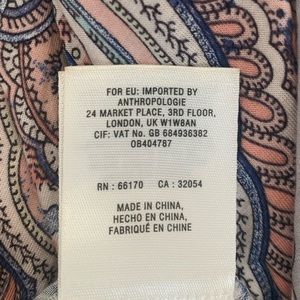 FOR EU: IMPORTED BY
ANTHROPOLOGIE
24 MARKET PLACE, 3RD FLOOR,
LONDON, UK W1W8AN
CIF: VAT No. GB 684936382
0B404787
RN : 66170 CA : 32054
MADE IN CHINA,
HECHO EN CHINA,
FABRIQUÉ EN CHINE